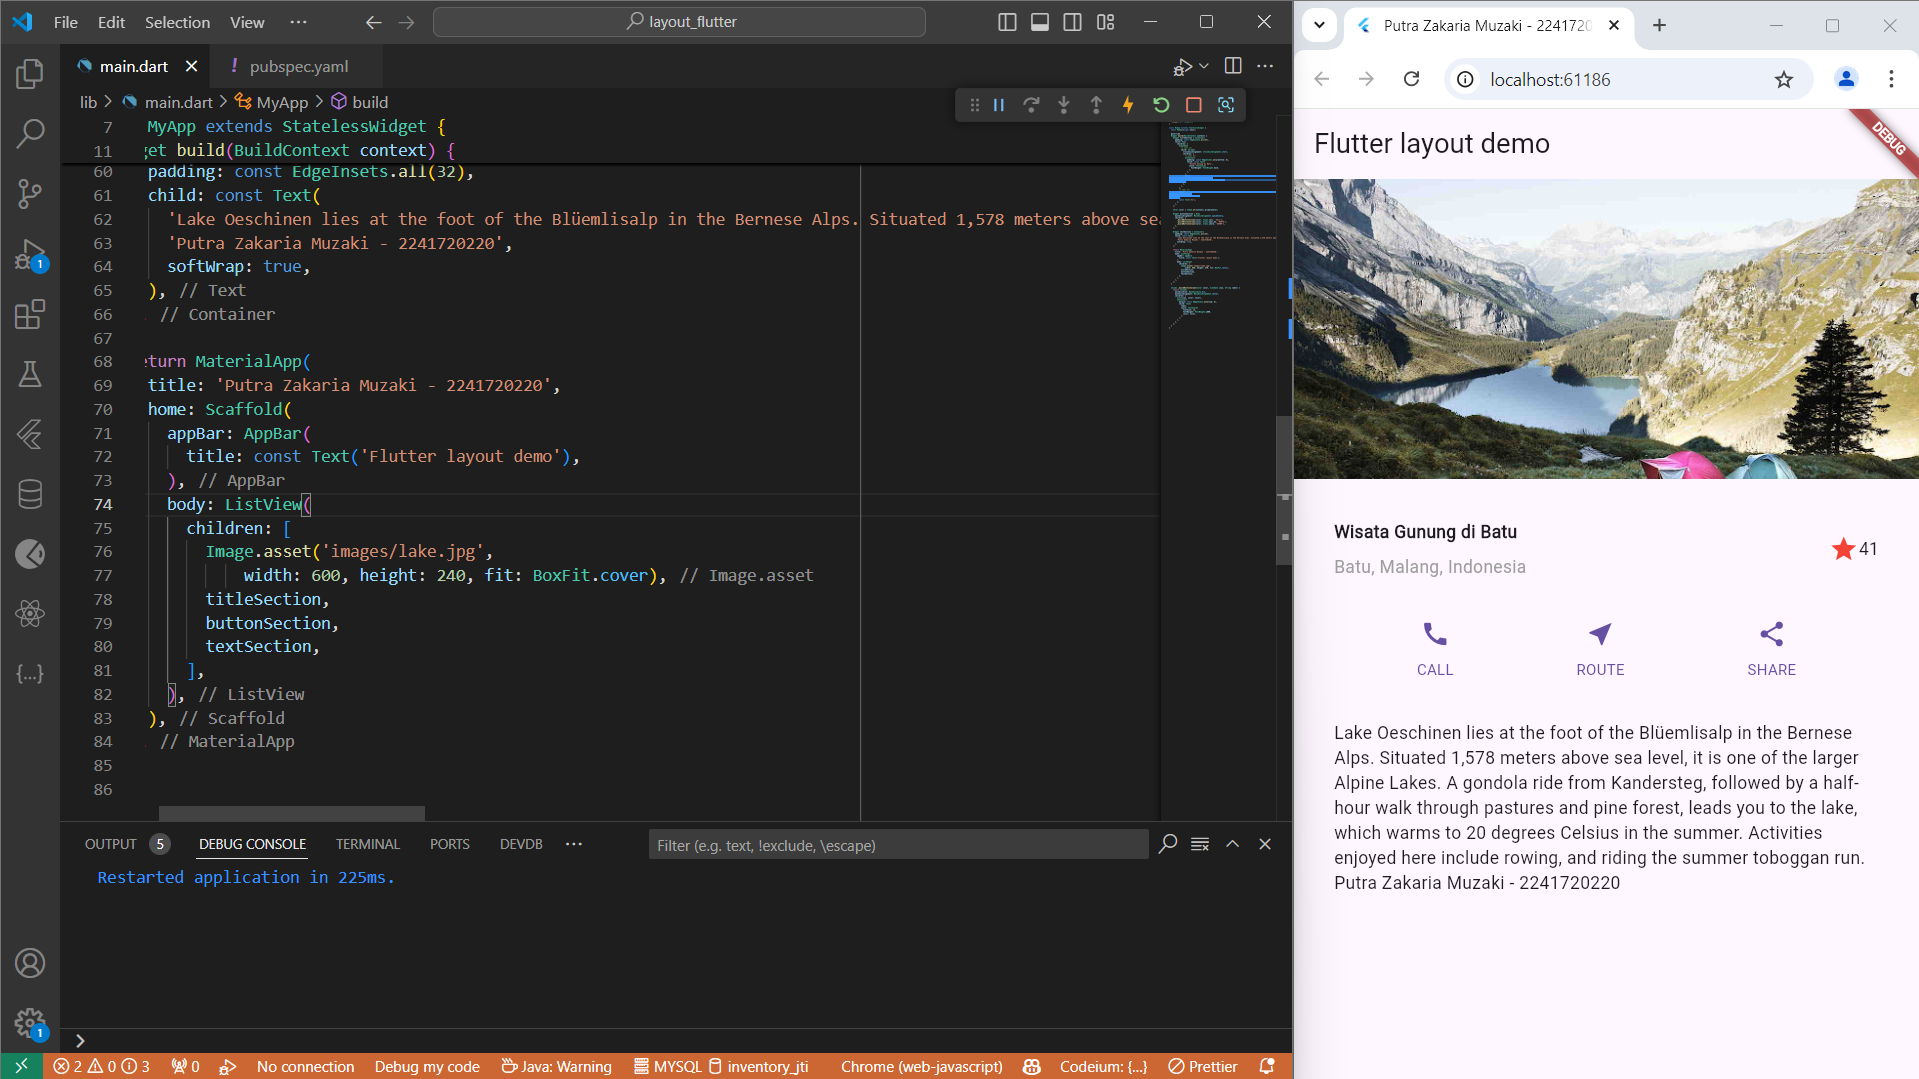 File Edit Selection View ··· layout_flutter
main.dart ! pubspec.yaml
lib > main.dart > MyApp > build
7 MyApp extends StatelessWidget {
11 get build(BuildContext context) {
60 padding: const EdgeInsets.all(32),
61 child: const Text(
62 'Lake Oeschinen lies at the foot of the Blüemlisalp in the Bernese Alps. Situated 1,578 meters above sea
63 'Putra Zakaria Muzaki - 2241720220',
64 softWrap: true,
65 ), // Text
66 // Container
67
68 turn MaterialApp(
69 title: 'Putra Zakaria Muzaki - 2241720220',
70 home: Scaffold(
71 appBar: AppBar(
72 title: const Text('Flutter layout demo'),
73 ), // AppBar
74 body: ListView(
75 children: [
76 Image.asset('images/lake.jpg',
77 width: 600, height: 240, fit: BoxFit.cover), // Image.asset
78 titleSection,
79 buttonSection,
80 textSection,
81 ],
82 ), // ListView
83 ), // Scaffold
84 // MaterialApp
85
86
OUTPUT 5 DEBUG CONSOLE TERMINAL PORTS DEVDB ··· Filter (e.g. text, !exclude, \escape)
Restarted application in 225ms.
>
1
1
2 0 3 0 No connection Debug my code Java: Warning MYSQL inventory_jti Chrome (web-javascript) Codeium: {...} Prettier
Putra Zakaria Muzaki - 224172
localhost:61186
Flutter layout demo
DEBUG
Wisata Gunung di Batu
Batu, Malang, Indonesia
41
CALL ROUTE SHARE
Lake Oeschinen lies at the foot of the Blüemlisalp in the Bernese
Alps. Situated 1,578 meters above sea level, it is one of the larger
Alpine Lakes. A gondola ride from Kandersteg, followed by a half-
hour walk through pastures and pine forest, leads you to the lake,
which warms to 20 degrees Celsius in the summer. Activities
enjoyed here include rowing, and riding the summer toboggan run.
Putra Zakaria Muzaki - 2241720220